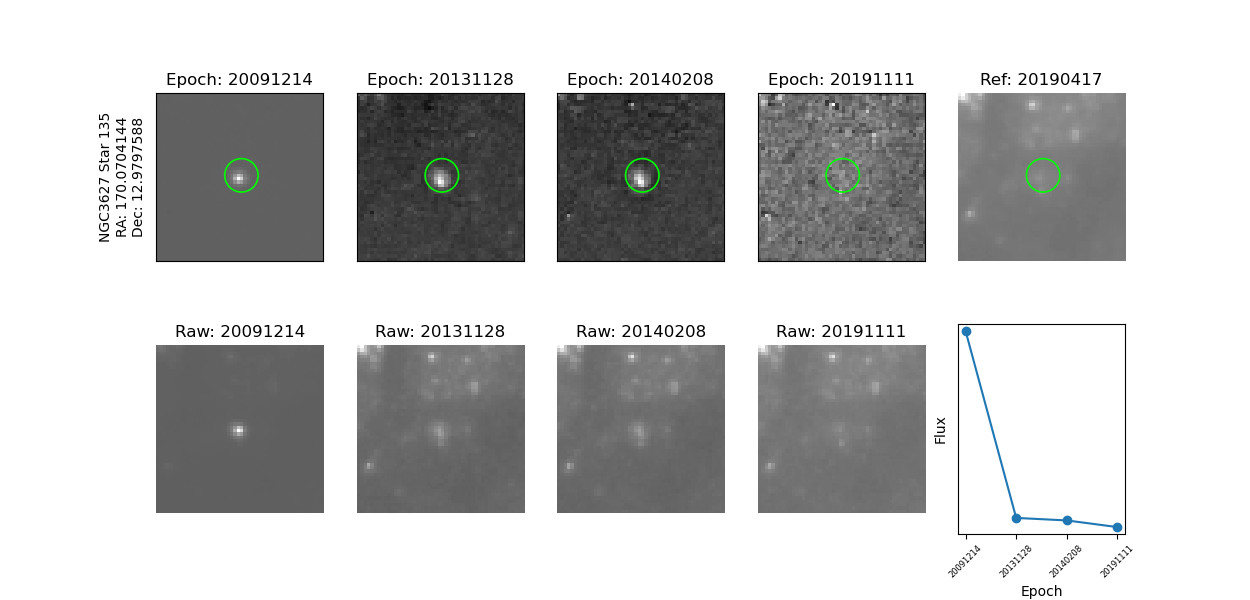 Epoch: 20091214
Epoch: 20131128
Epoch: 20140208
Epoch: 20191111
Ref: 20190417
NGC3627 Star 135
RA: 170.0704144
Dec: 12.9797588
Raw: 20091214
Raw: 20131128
Raw: 20140208
Raw: 20191111
Flux
20091214
20131128
20140208
20191111
Epoch